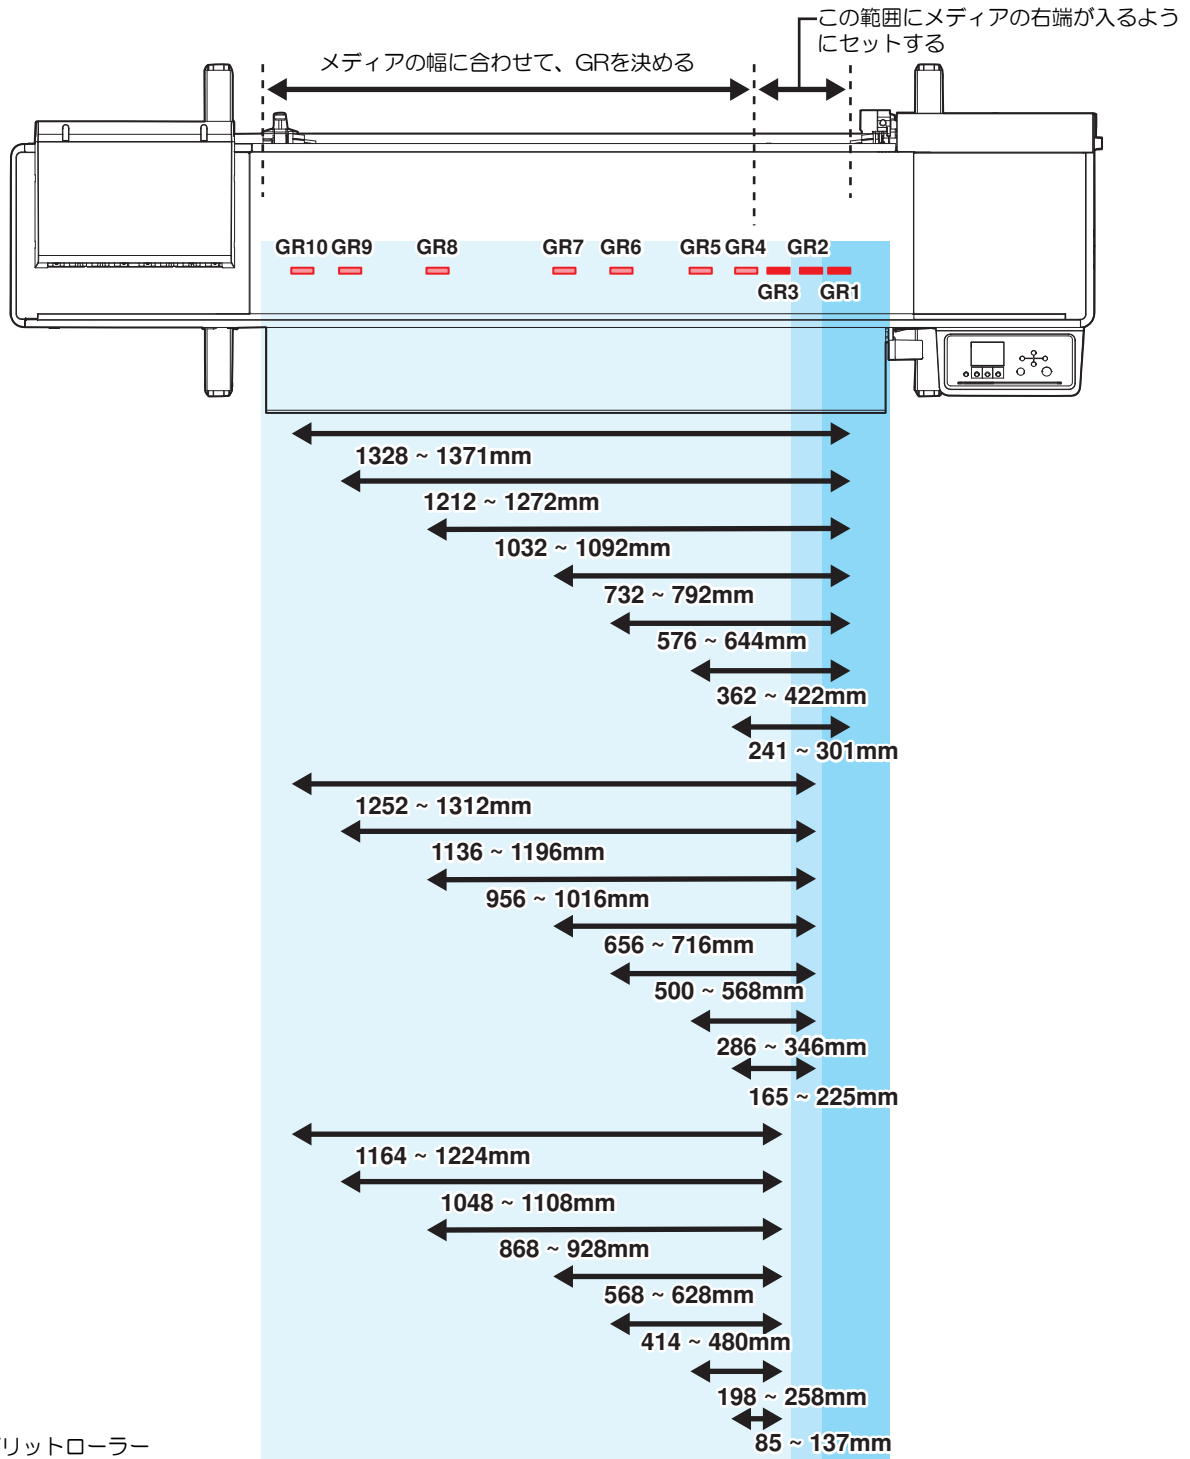 この範囲にメディアの右端が入るよう
にセットする
メディアの幅に合わせて、GRを決める
GR10 GR9 GR8 GR7 GR6 GR5 GR4 GR2
GR3 GR1
1328 ~ 1371mm
1212 ~ 1272mm
1032 ~ 1092mm
732 ~ 792mm
576 ~ 644mm
362 ~ 422mm
241 ~ 301mm
1252 ~ 1312mm
1136 ~ 1196mm
956 ~ 1016mm
656 ~ 716mm
500 ~ 568mm
286 ~ 346mm
165 ~ 225mm
1164 ~ 1224mm
1048 ~ 1108mm
868 ~ 928mm
568 ~ 628mm
414 ~ 480mm
198 ~ 258mm
85 ~ 137mm
リットローラー